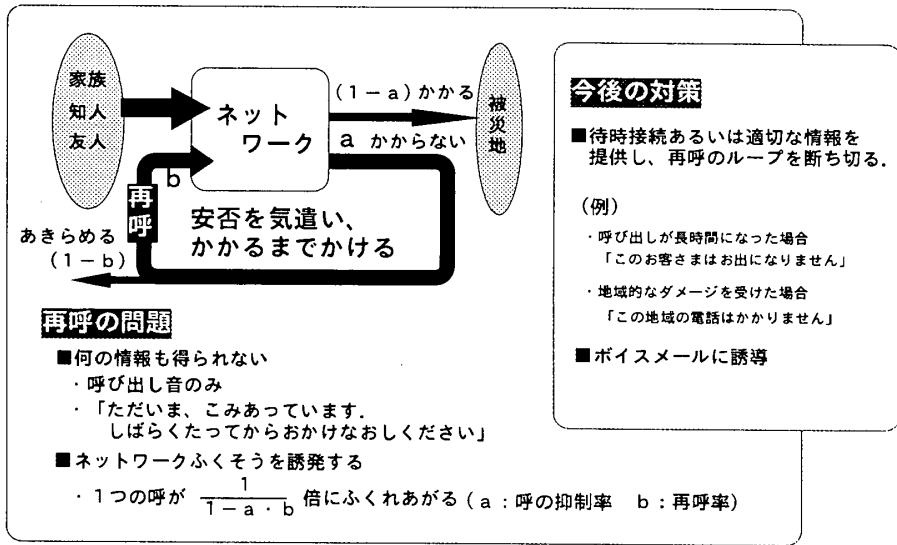 家族
知人
友人
ネット
ワーク
(1-a)かかる
a かからない
被災地
b
再呼
安否を気遣い、
かかるまでかける
あきらめる
(1-b)
再呼の問題
■何の情報も得られない
・呼び出し音のみ
・「ただいま、こみあっています.
しばらくたってからおかけなおしください」
■ネットワークふくそうを誘発する
・1つの呼が 1/(1-a・b) 倍にふくれあがる(a:呼の抑制率 b:再呼率)
今後の対策
■待時接続あるいは適切な情報を
提供し、再呼のループを断ち切る.
(例)
・呼び出しが長時間になった場合
「このお客さまはお出になりません」
・地域的なダメージを受けた場合
「この地域の電話はかかりません」
■ボイスメールに誘導